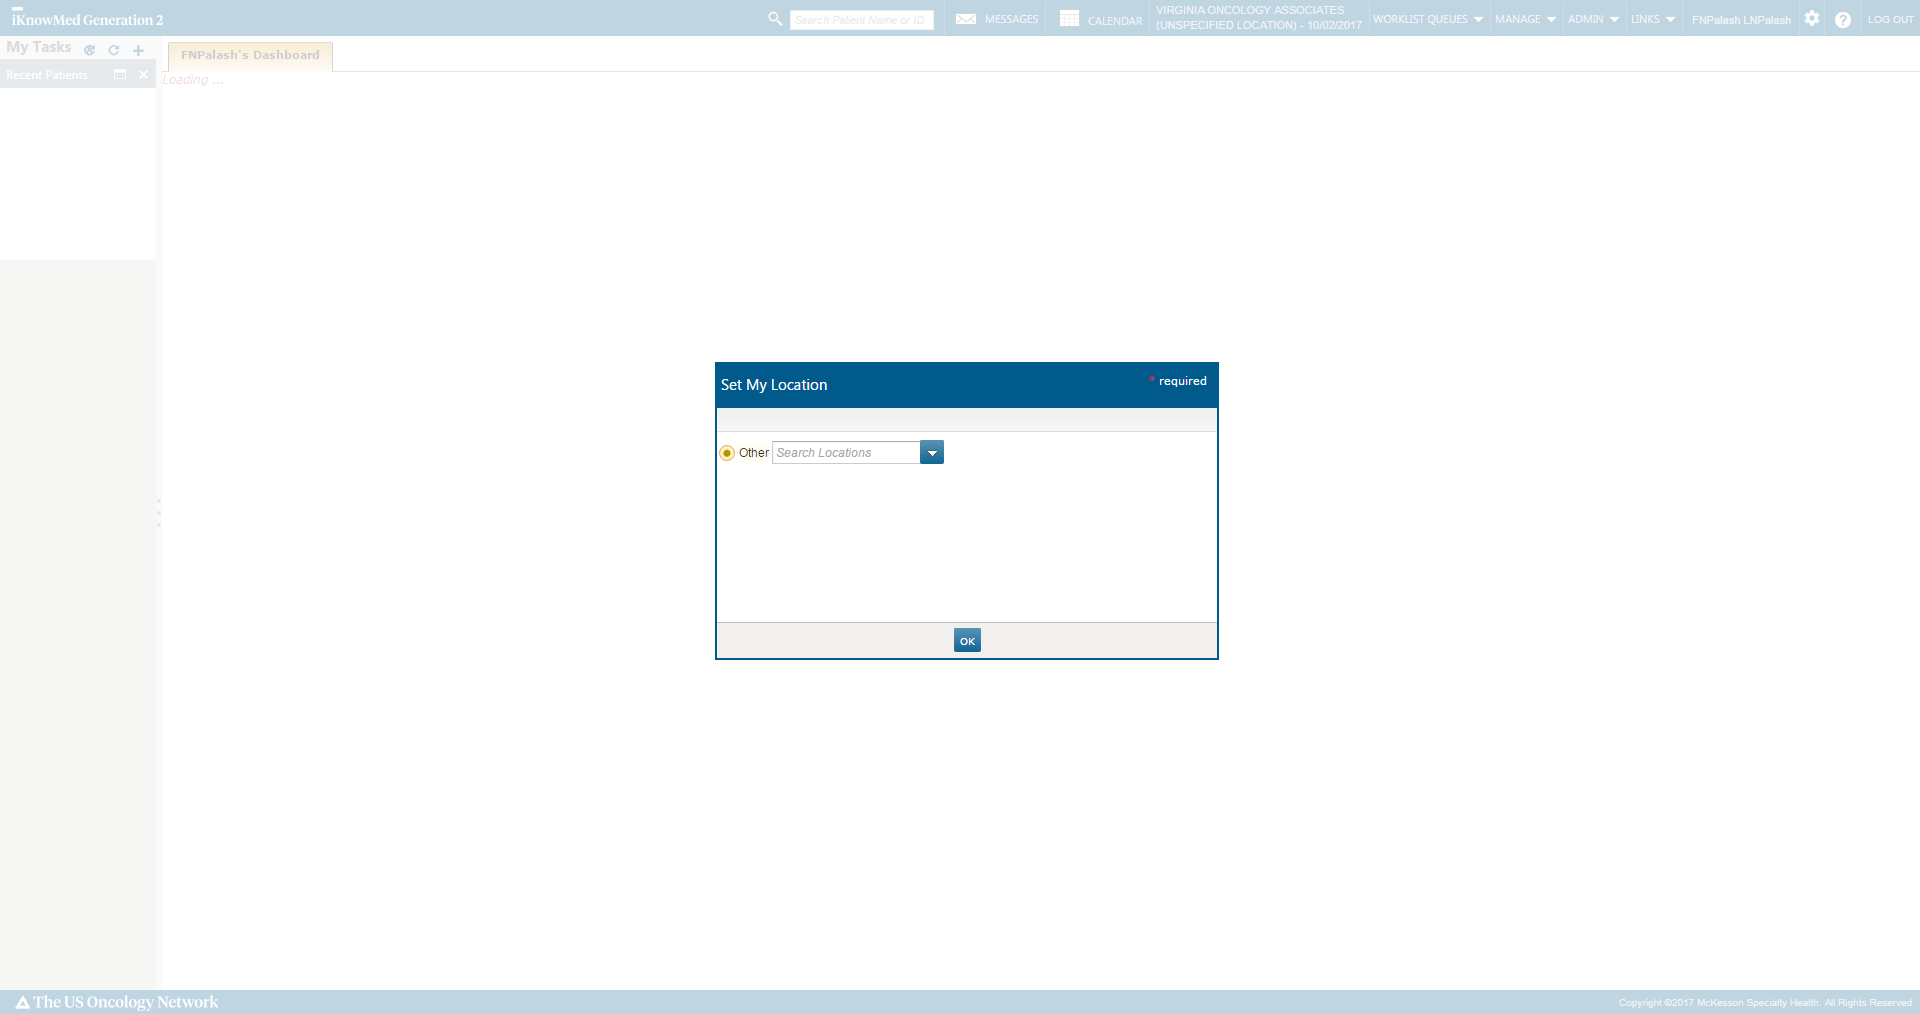 iKnowMed Generation 2
Search Patient Name or ID
MESSAGES
CALENDAR
VIRGINIA ONCOLOGY ASSOCIATES
(UNSPECIFIED LOCATION) - 10/02/2017
WORKLIST QUEUES
MANAGE
ADMIN
LINKS
FNPalash LNPalash
?
LOG OUT
My Tasks
FNPalash's Dashboard
Recent Patients
Loading ...
Set My Location
* required
Other Search Locations
OK
The US Oncology Network
Copyright ©2017 McKesson Specialty Health. All Rights Reserved